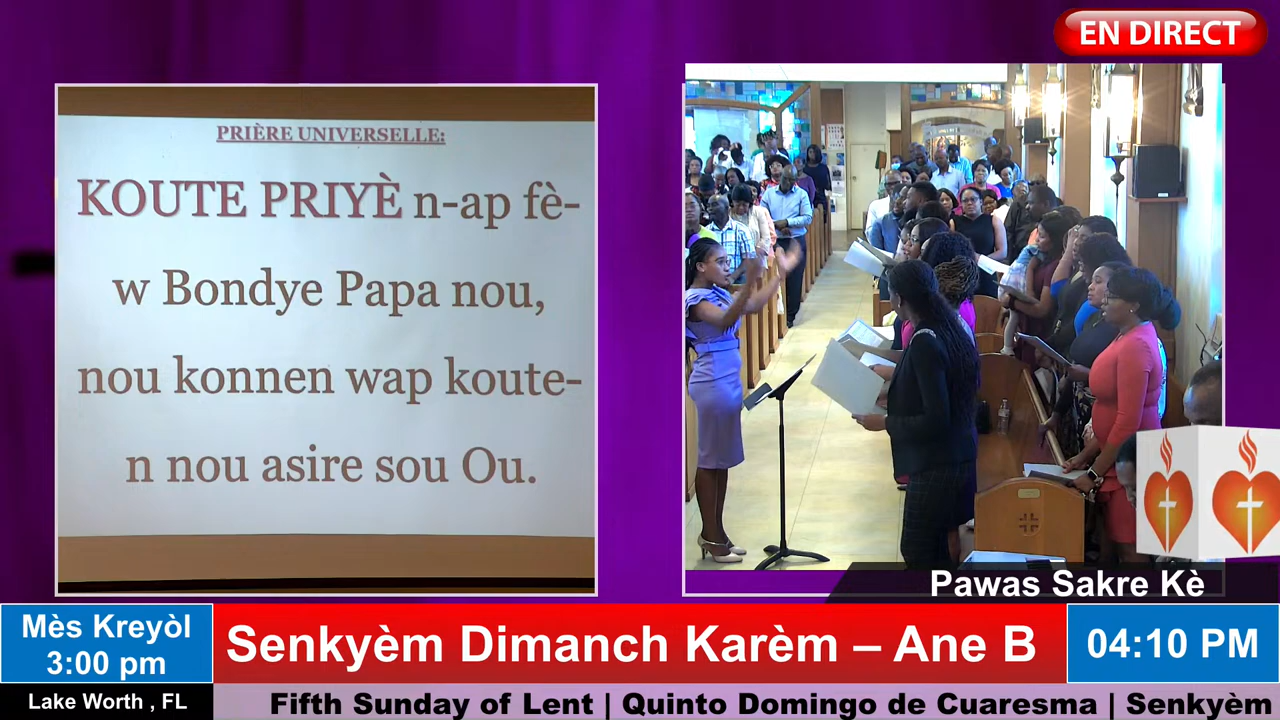 EN DIRECT
PRIÈRE UNIVERSELLE:
KOUTE PRIYÈ n-ap fè-
w Bondye Papa nou,
nou konnen wap koute-
n nou asire sou Ou.
Pawas Sakre Kè
Mès Kreyòl
3:00 pm
Senkyèm Dimanch Karèm – Ane B
04:10 PM
Lake Worth , FL
Fifth Sunday of Lent | Quinto Domingo de Cuaresma | Senkyèm